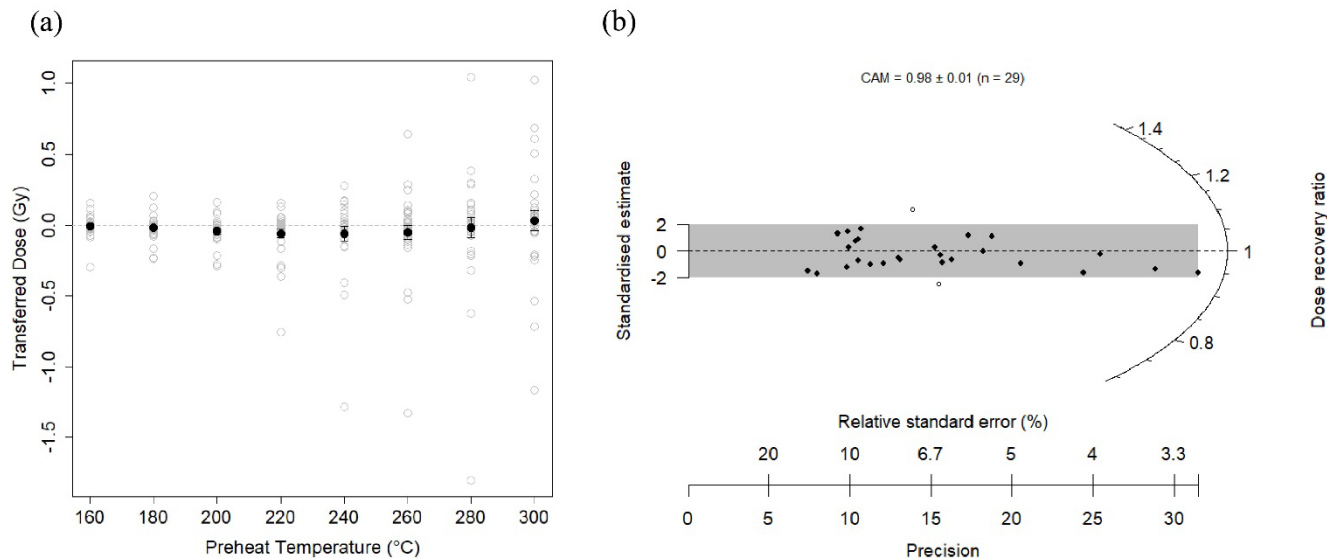 (a)
1.0
0.5
0.0
-0.5
-1.0
-1.5
Transferred Dose (Gy)
160 180 200 220 240 260 280 300
Preheat Temperature (°C)
(b)
CAM = 0.98 ± 0.01 (n = 29)
Standardised estimate
2
0
-2
1.4
1.2
1
0.8
Dose recovery ratio
Relative standard error (%)
20 10 6.7 5 4 3.3
0 5 10 15 20 25 30
Precision